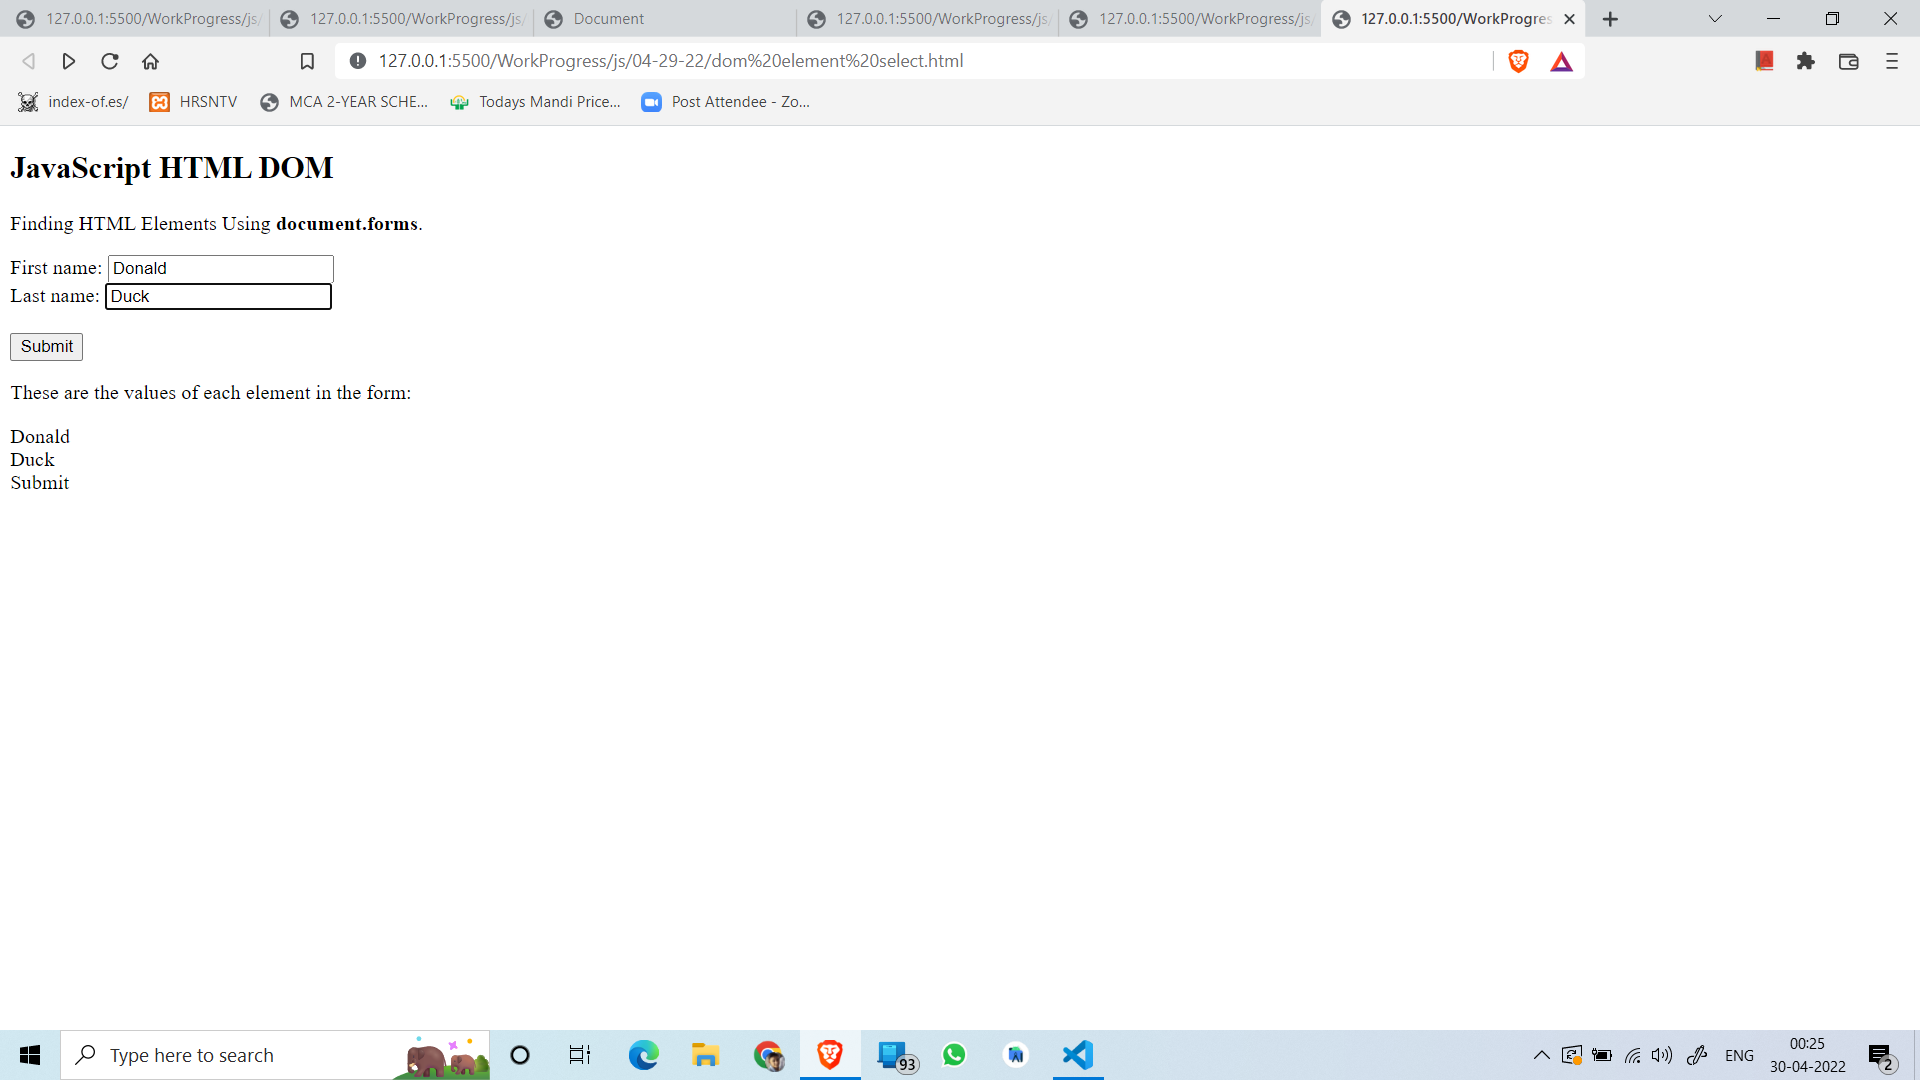 127.0.0.1:5500/WorkProgress/js/
127.0.0.1:5500/WorkProgress/js/
Document
127.0.0.1:5500/WorkProgress/js/
127.0.0.1:5500/WorkProgress/js/
127.0.0.1:5500/WorkProgres
127.0.0.1:5500/WorkProgress/js/04-29-22/dom%20element%20select.html
index-of.es/
HRSNTV
MCA 2-YEAR SCHE...
Todays Mandi Price...
Post Attendee - Zo...
JavaScript HTML DOM
Finding HTML Elements Using document.forms.
First name: Donald
Last name: Duck
Submit
These are the values of each element in the form:
Donald
Duck
Submit
Type here to search
93
ENG
00:25
30-04-2022
2